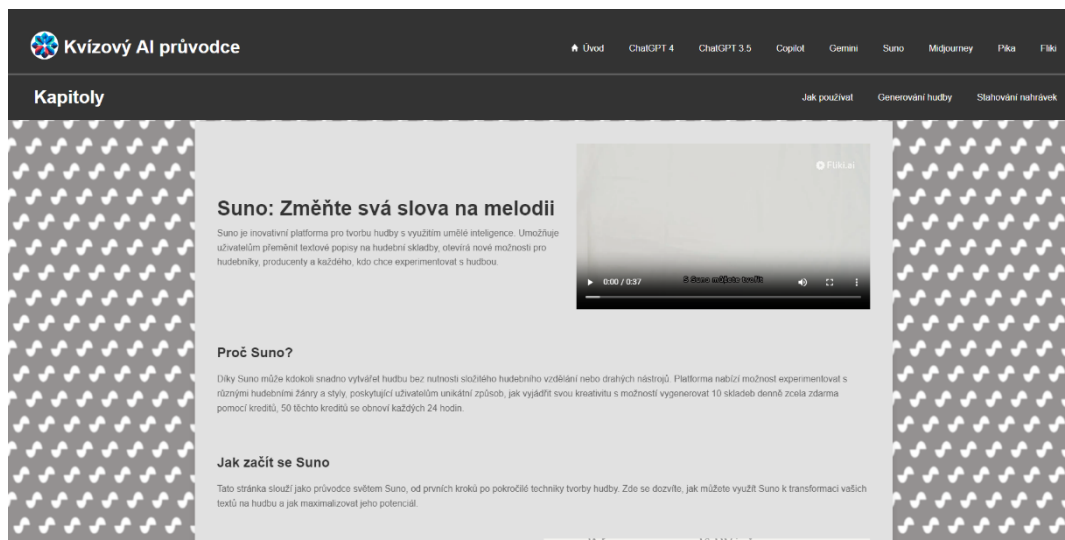 Kvízový AI průvodce
Úvod
ChatGPT 4
ChatGPT 3.5
Copilot
Gemini
Suno
Midjourney
Pika
Fliki
Kapitoly
Jak používat
Generování hudby
Stahování nahrávek
Fliki.ai
Suno: Změňte svá slova na melodii
Suno je inovativní platforma pro tvorbu hudby s využitím umělé inteligence. Umožňuje
uživatelům přeměnit textové popisy na hudební skladby, otevírá nové možnosti pro
hudebníky, producenty a každého, kdo chce experimentovat s hudbou.
0:00 / 0:37
S Suno můžete tvořit
Proč Suno?
Díky Suno může kdokoli snadno vytvářet hudbu bez nutnosti složitého hudebního vzdělání nebo drahých nástrojů. Platforma nabízí možnost experimentovat s
různými hudebními žánry a styly, poskytující uživatelům unikátní způsob, jak vyjádřit svou kreativitu s možností vygenerovat 10 skladeb denně zcela zdarma
pomocí kreditů, 50 těchto kreditů se obnoví každých 24 hodin.
Jak začít se Suno
Tato stránka slouží jako průvodce světem Suno, od prvních kroků po pokročilé techniky tvorby hudby. Zde se dozvíte, jak můžete využít Suno k transformaci vašich
textů na hudbu a jak maximalizovat jeho potenciál.